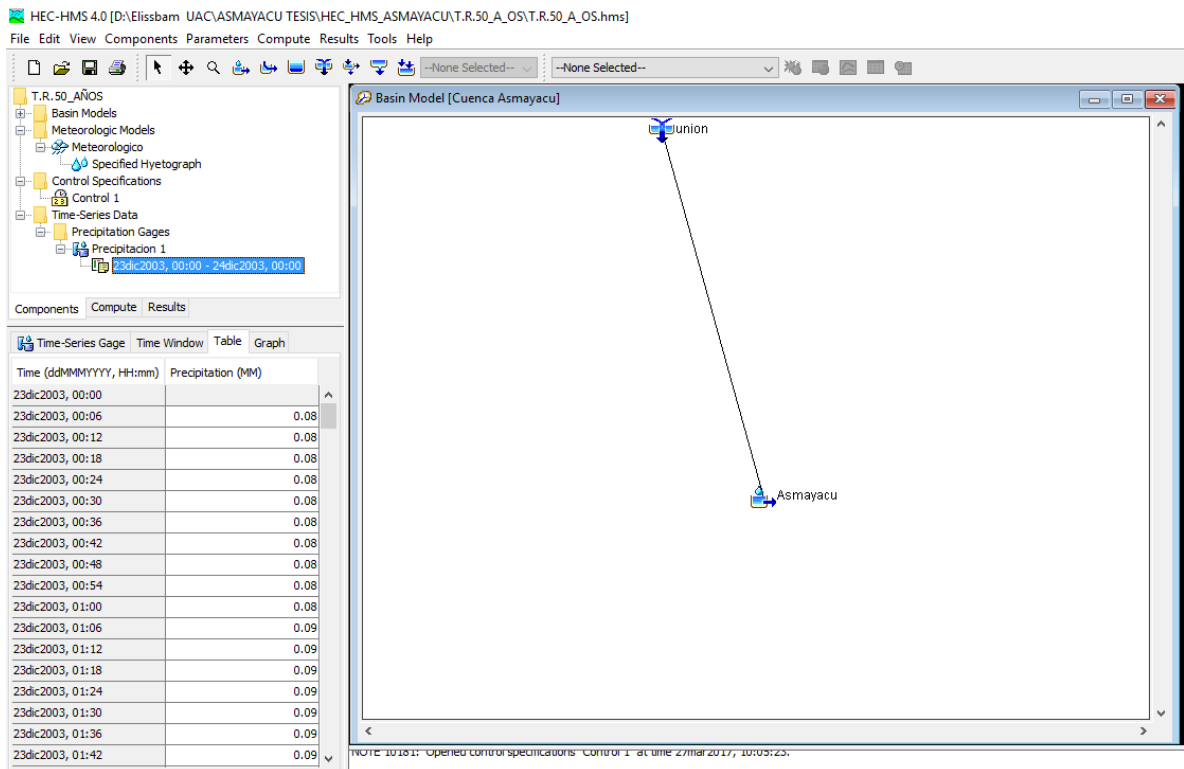 HEC-HMS 4.0 [D:\Elissbam UAC\ASMAYACU TESIS\HEC_HMS_ASMAYACU\T.R.50_A_OS\T.R.50_A_OS.hms]
File Edit View Components Parameters Compute Results Tools Help
--None Selected-- --None Selected--
T.R.50_AÑOS
Basin Models
Meteorologic Models
Meteorologico
Specified Hyetograph
Control Specifications
Control 1
Time-Series Data
Precipitation Gages
Precipitacion 1
23dic2003, 00:00 - 24dic2003, 00:00
Components Compute Results
Time-Series Gage Time Window Table Graph
Time (ddMMMYYYY, HH:mm) Precipitation (MM)
23dic2003, 00:00
23dic2003, 00:06 0.08
23dic2003, 00:12 0.08
23dic2003, 00:18 0.08
23dic2003, 00:24 0.08
23dic2003, 00:30 0.08
23dic2003, 00:36 0.08
23dic2003, 00:42 0.08
23dic2003, 00:48 0.08
23dic2003, 00:54 0.08
23dic2003, 01:00 0.08
23dic2003, 01:06 0.09
23dic2003, 01:12 0.09
23dic2003, 01:18 0.09
23dic2003, 01:24 0.09
23dic2003, 01:30 0.09
23dic2003, 01:36 0.09
23dic2003, 01:42 0.09
Basin Model [Cuenca Asmayacu]
union
Asmayacu
NOTE 10181: Opened control specifications "Control 1" at time 27mar2017, 10:05:23.